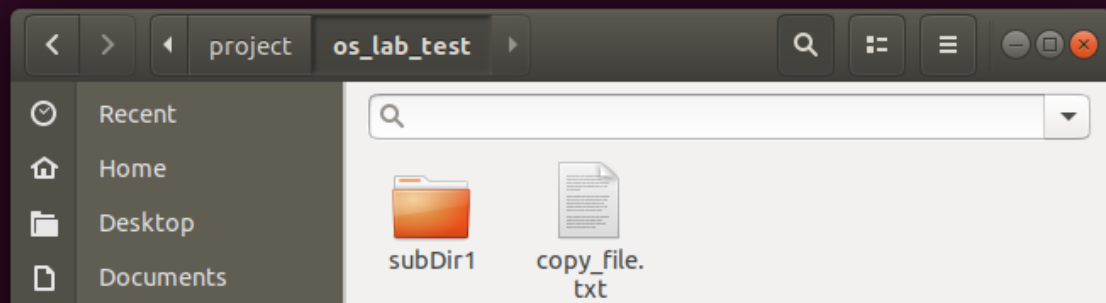 project os_lab_test
Recent
Home
Desktop
Documents
subDir1
copy_file.
txt